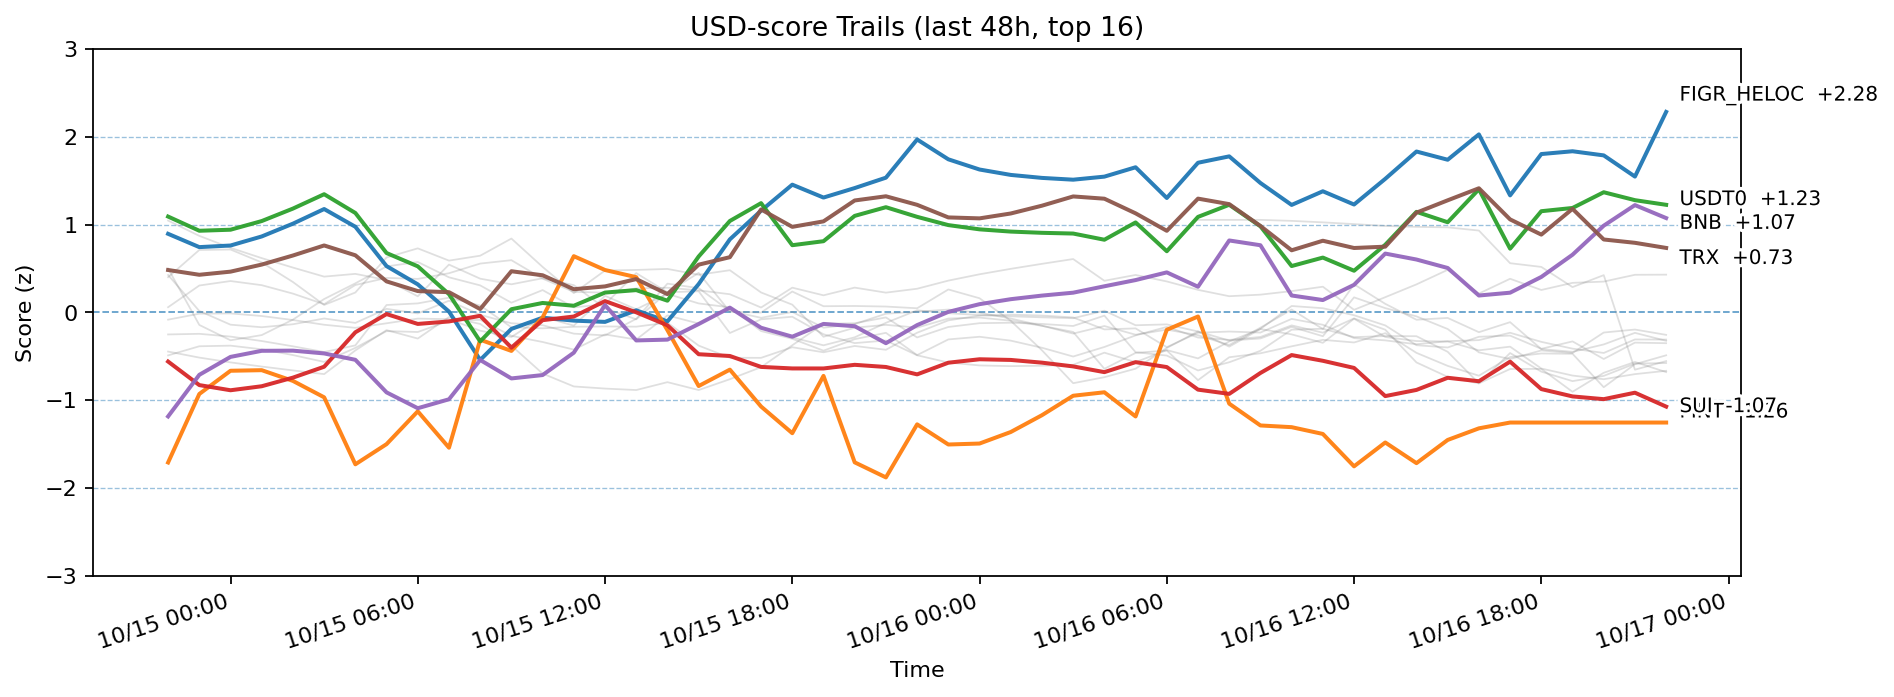 USD-score Trails (last 48h, top 16)
Score (z)
3
2
1
0
−1
−2
−3
FIGR_HELOC +2.28
USDT0 +1.23
BNB +1.07
TRX +0.73
SUI -1.07
10/15 00:00
10/15 06:00
10/15 12:00
10/15 18:00
10/16 00:00
10/16 06:00
10/16 12:00
10/16 18:00
10/17 00:00
Time